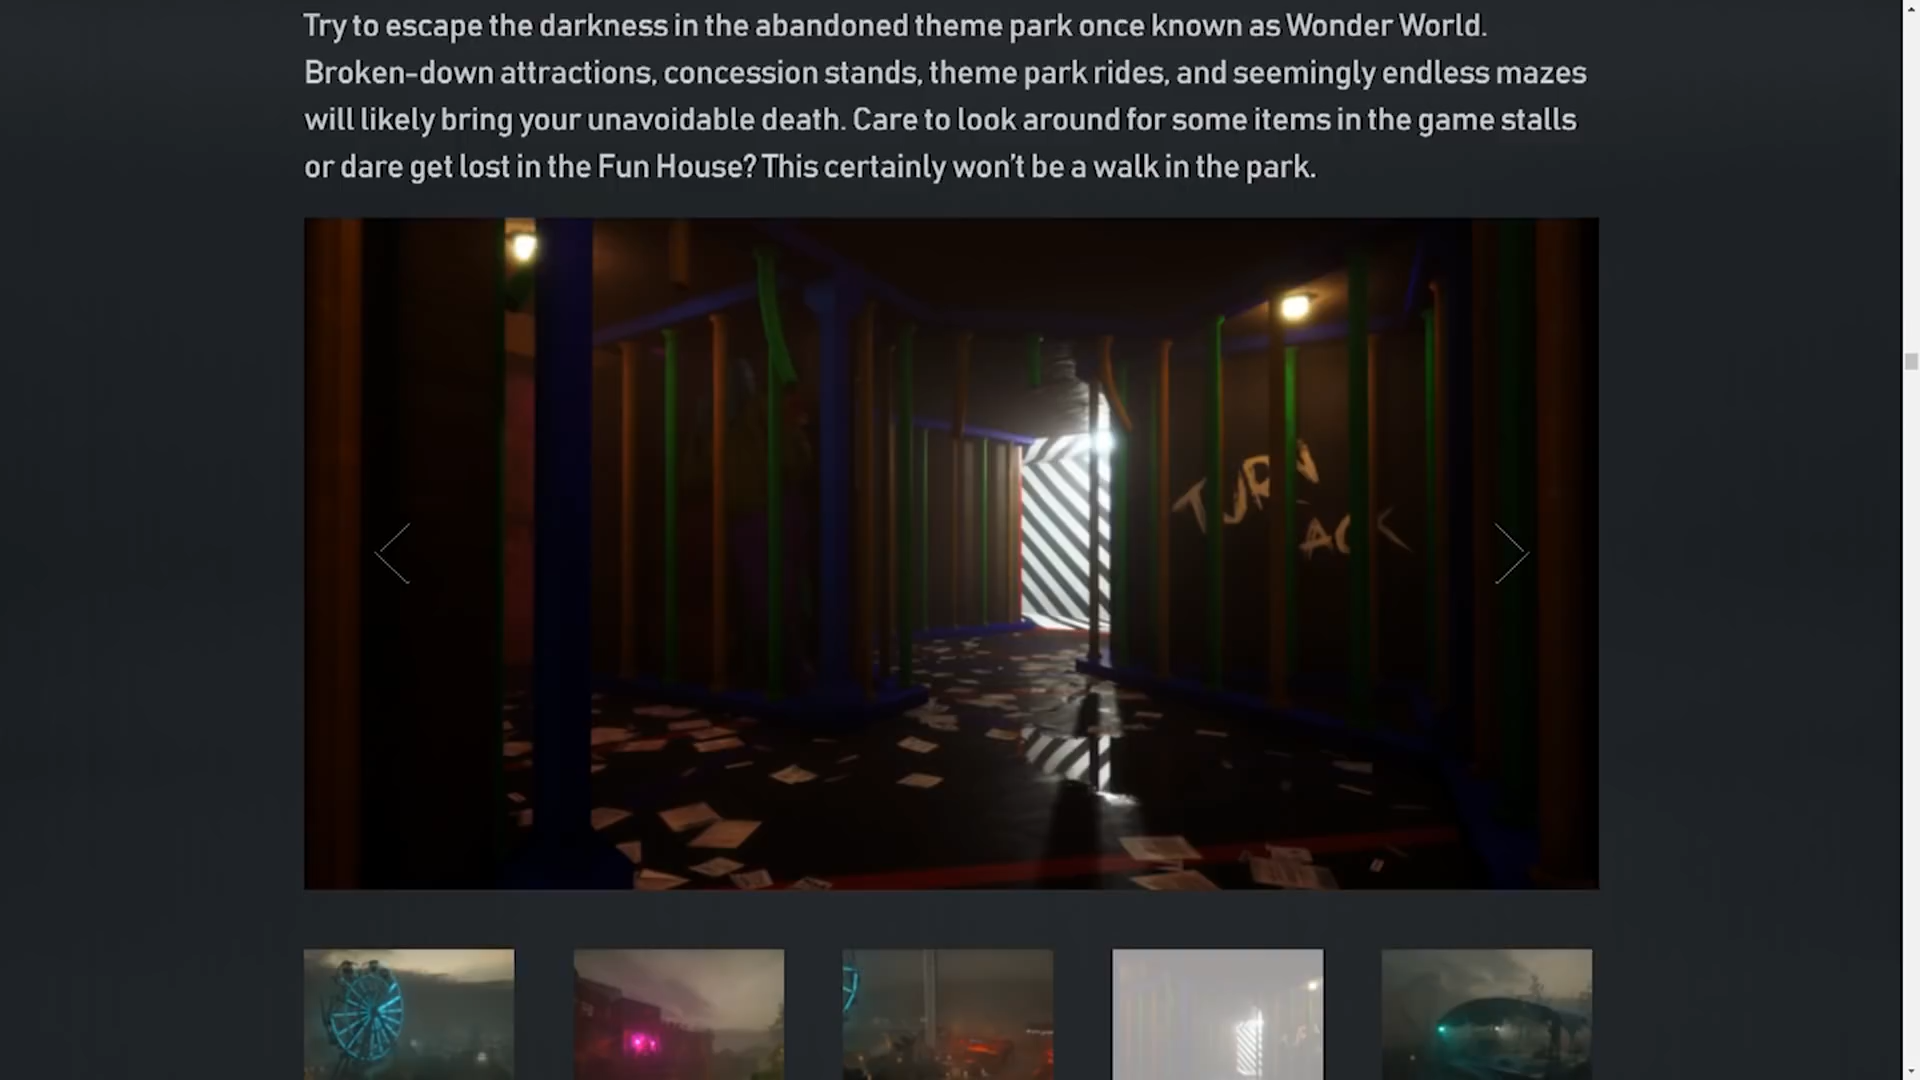 Try to escape the darkness in the abandoned theme park once known as Wonder World.
Broken-down attractions, concession stands, theme park rides, and seemingly endless mazes
will likely bring your unavoidable death. Care to look around for some items in the game stalls
or dare get lost in the Fun House? This certainly won't be a walk in the park.
TURN
ACK